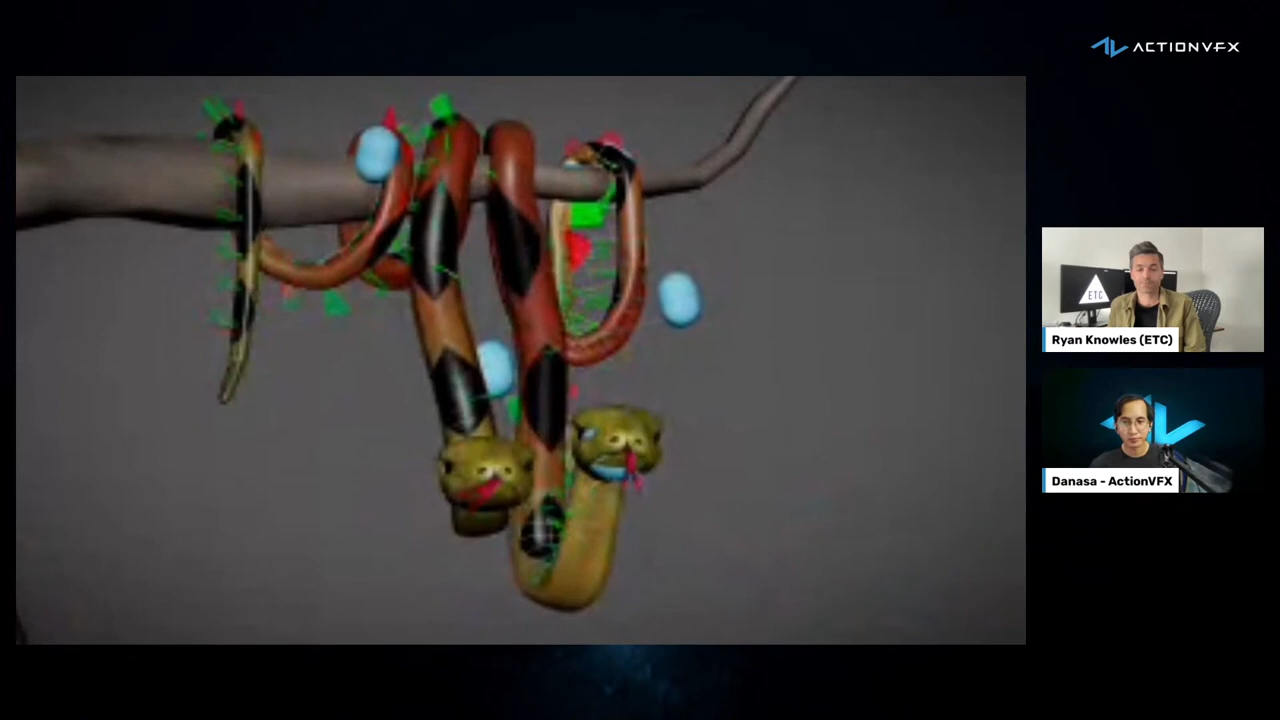 ACTIONVFX
ETC
Ryan Knowles (ETC)
Danasa - ActionVFX